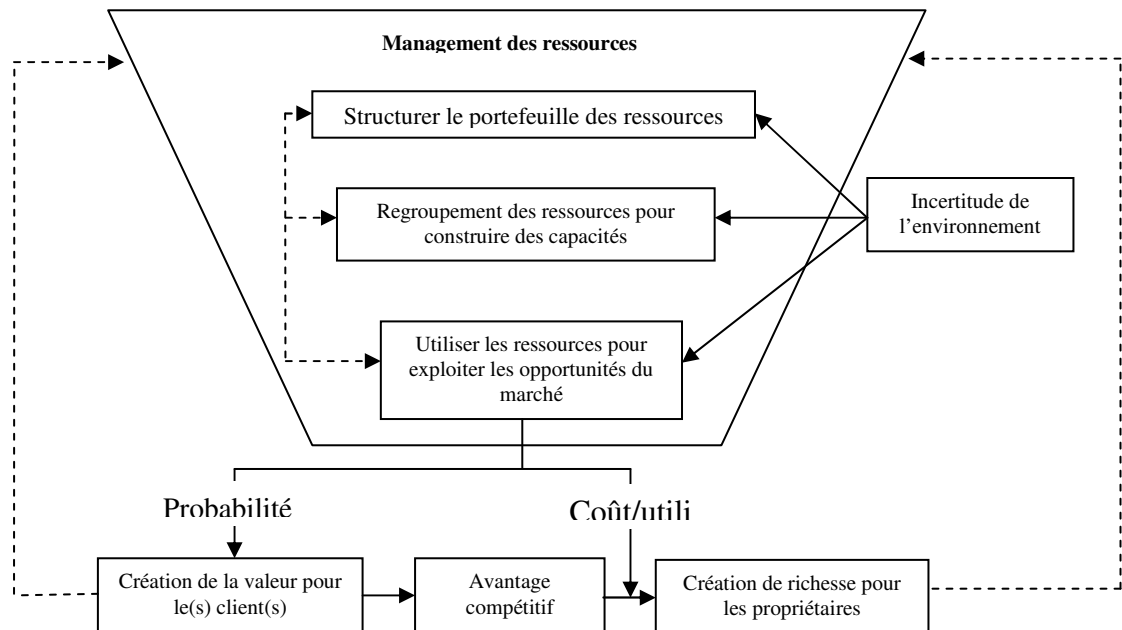 Management des ressources
Structurer le portefeuille des ressources
Regroupement des ressources pour
construire des capacités
Incertitude de
l'environnement
Utiliser les ressources pour
exploiter les opportunités du
marché
Probabilité
Coût/utili
Création de la valeur pour
le(s) client(s)
Avantage
compétitif
Création de richesse pour
les propriétaires